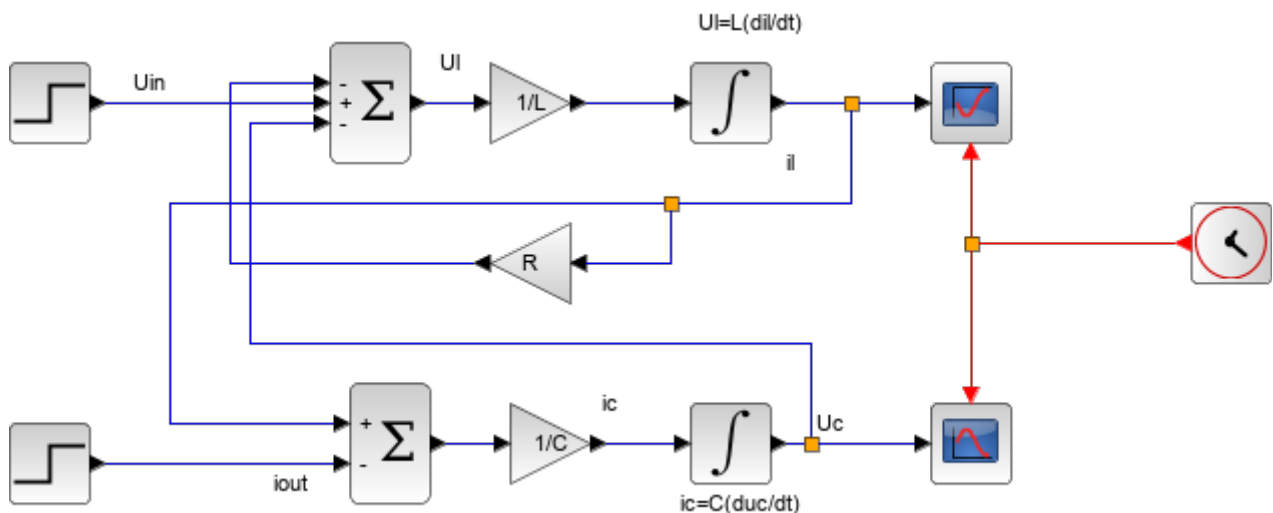 Ul=L(dil/dt)
Uin
Ul
-
+
-
Σ
1/L
∫
il
R
ic
Uc
+
-
Σ
1/C
∫
iout
ic=C(duc/dt)